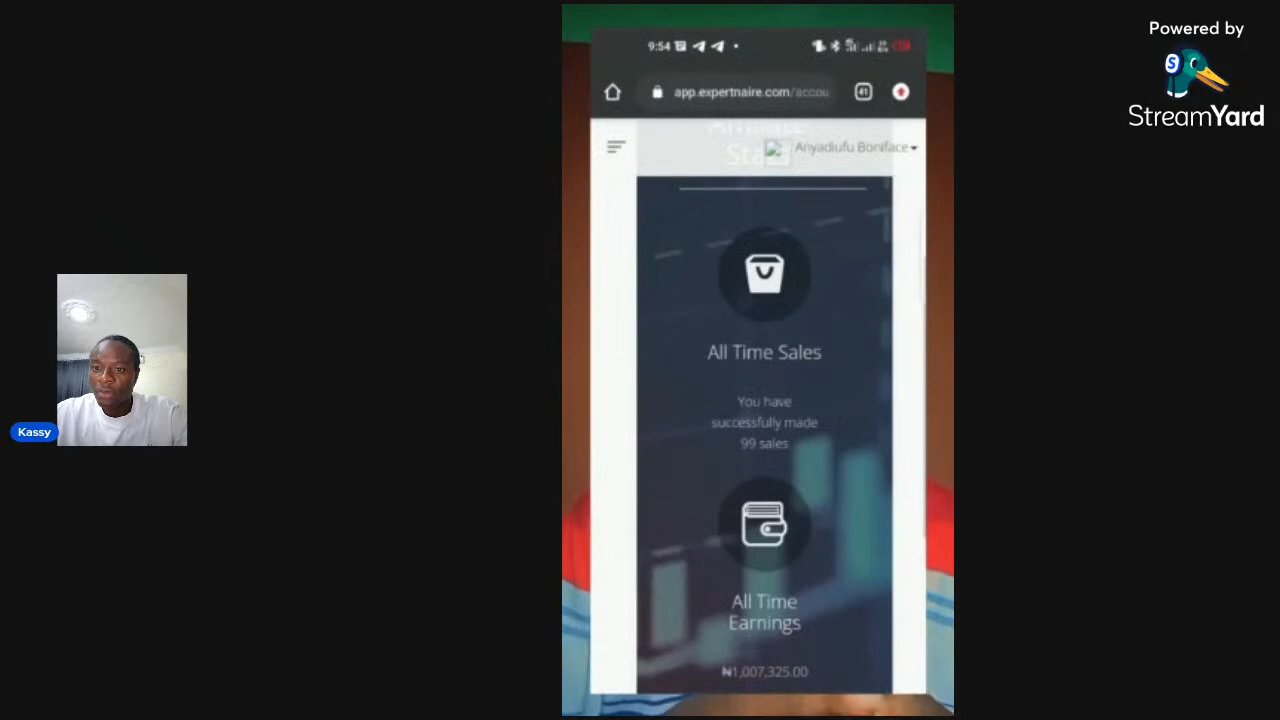 Powered by
StreamYard
9:54
app.expertnaire.com/accou
41
Anyadiufu Boniface
All Time Sales
You have
successfully made
99 sales
All Time
Earnings
₦1,007,325.00
Kassy